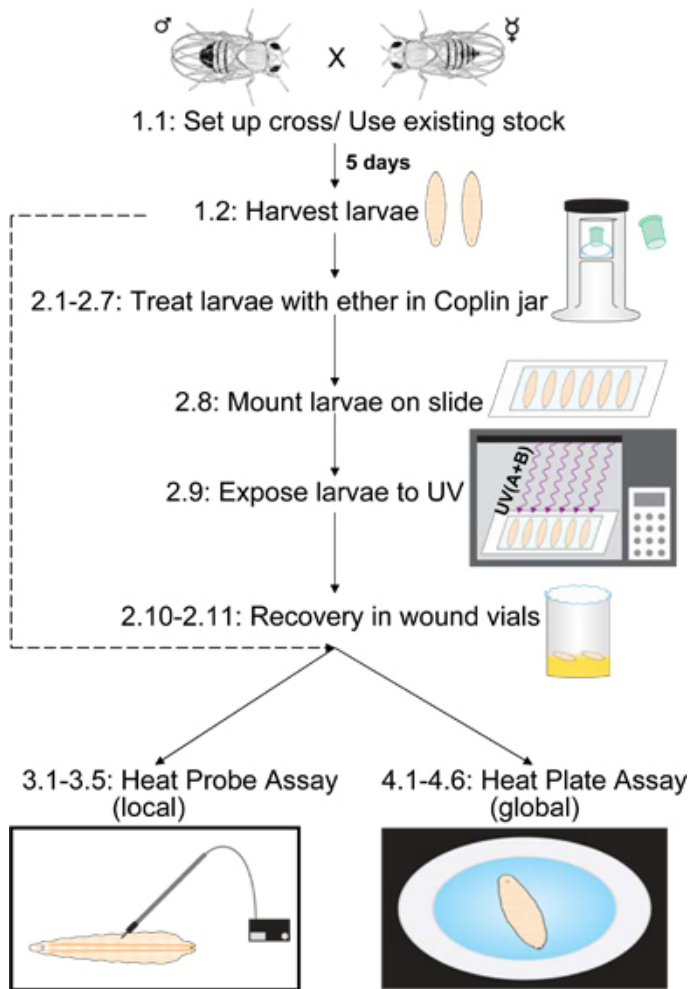 ♂ X ☿
1.1: Set up cross/ Use existing stock
5 days
1.2: Harvest larvae
2.1-2.7: Treat larvae with ether in Coplin jar
2.8: Mount larvae on slide
UV(A+B)
2.9: Expose larvae to UV
2.10-2.11: Recovery in wound vials
3.1-3.5: Heat Probe Assay
(local)
4.1-4.6: Heat Plate Assay
(global)